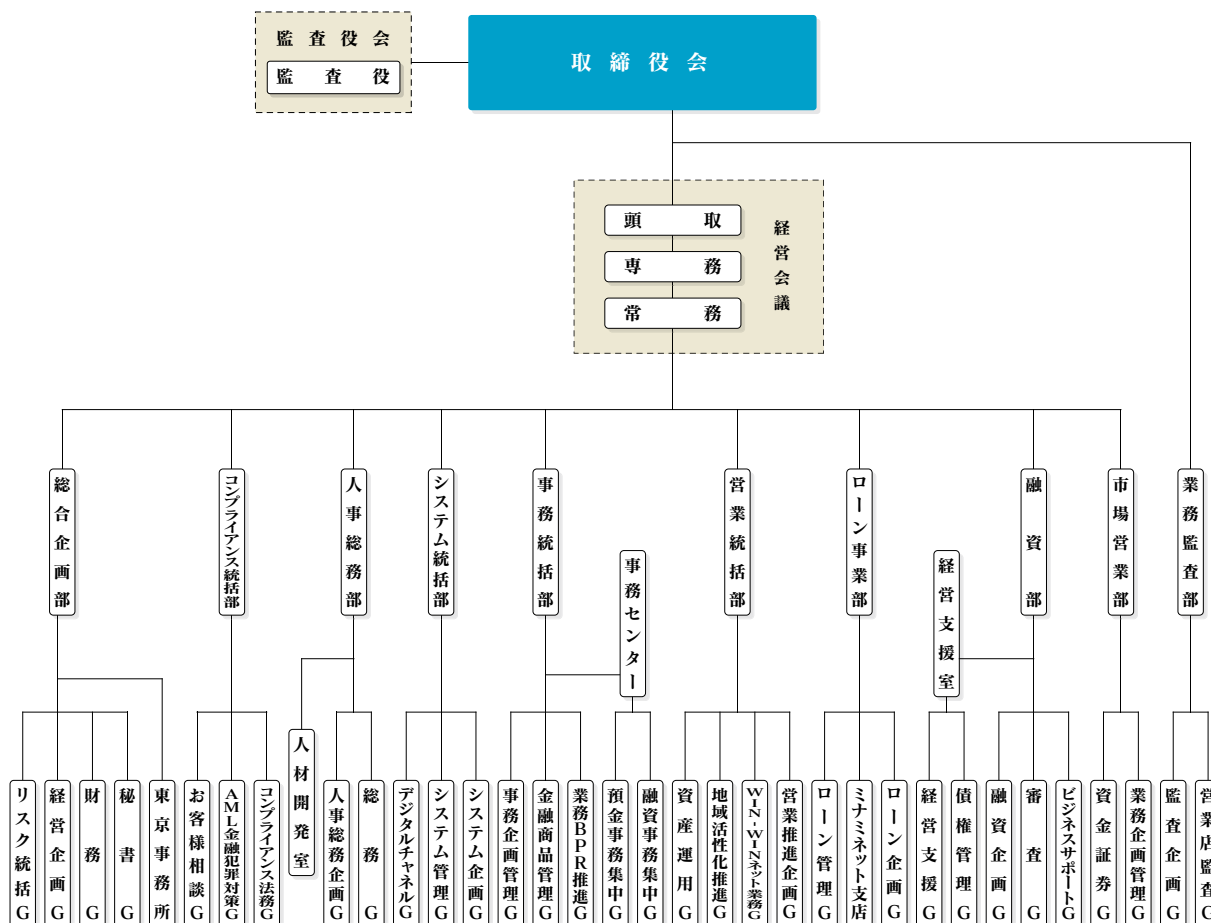 監査役会
監査役
取締役会
頭取
専務
常務
経営会議
総合企画部
コンプライアンス統括部
人事総務部
システム統括部
事務統括部
事務センター
営業統括部
ローン事業部
経営支援室
融資部
市場営業部
業務監査部
人材開発室
リスク統括G
経営企画G
財務G
秘書G
東京事務所
お客様相談G
AML金融犯罪対策G
コンプライアンス法務G
人事総務企画G
総務G
デジタルチャネルG
システム管理G
システム企画G
事務企画管理G
金融商品管理G
業務BPR推進G
預金事務集中G
融資事務集中G
資産運用G
地域活性化推進G
WIN-WINネット業務G
営業推進企画G
ローン管理G
ミナミネット支店
ローン企画G
経営支援G
債権管理G
融資企画G
審査G
ビジネスサポートG
資金証券G
業務企画管理G
監査企画G
営業店監査G